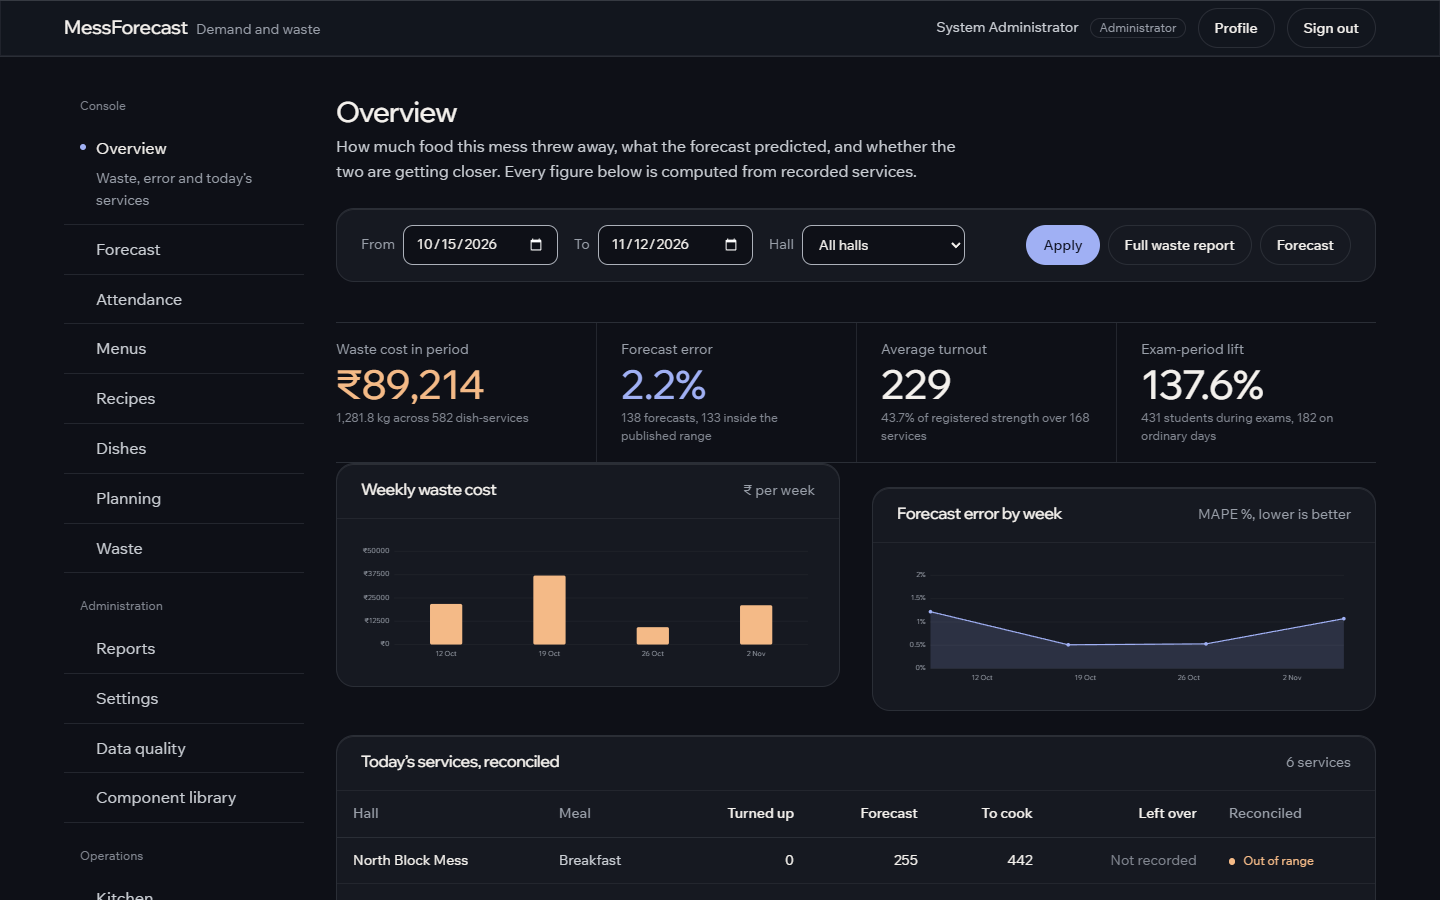 MessForecast Demand and waste
System Administrator Administrator Profile Sign out
Console
Overview
Waste, error and today's
services
Forecast
Attendance
Menus
Recipes
Dishes
Planning
Waste
Administration
Reports
Settings
Data quality
Component library
Operations
Kitchen
Overview
How much food this mess threw away, what the forecast predicted, and whether the
two are getting closer. Every figure below is computed from recorded services.
From 10/15/2026 To 11/12/2026 Hall All halls Apply Full waste report Forecast
Waste cost in period
₹89,214
1,281.8 kg across 582 dish-services
Forecast error
2.2%
138 forecasts, 133 inside the
published range
Average turnout
229
43.7% of registered strength over 168
services
Exam-period lift
137.6%
431 students during exams, 182 on
ordinary days
Weekly waste cost ₹ per week
₹50000
₹37500
₹25000
₹12500
₹0
12 Oct 19 Oct 26 Oct 2 Nov
Forecast error by week MAPE %, lower is better
2%
1.5%
1%
0.5%
0%
12 Oct 19 Oct 26 Oct 2 Nov
Today's services, reconciled 6 services
Hall Meal Turned up Forecast To cook Left over Reconciled
North Block Mess Breakfast 0 255 442 Not recorded Out of range